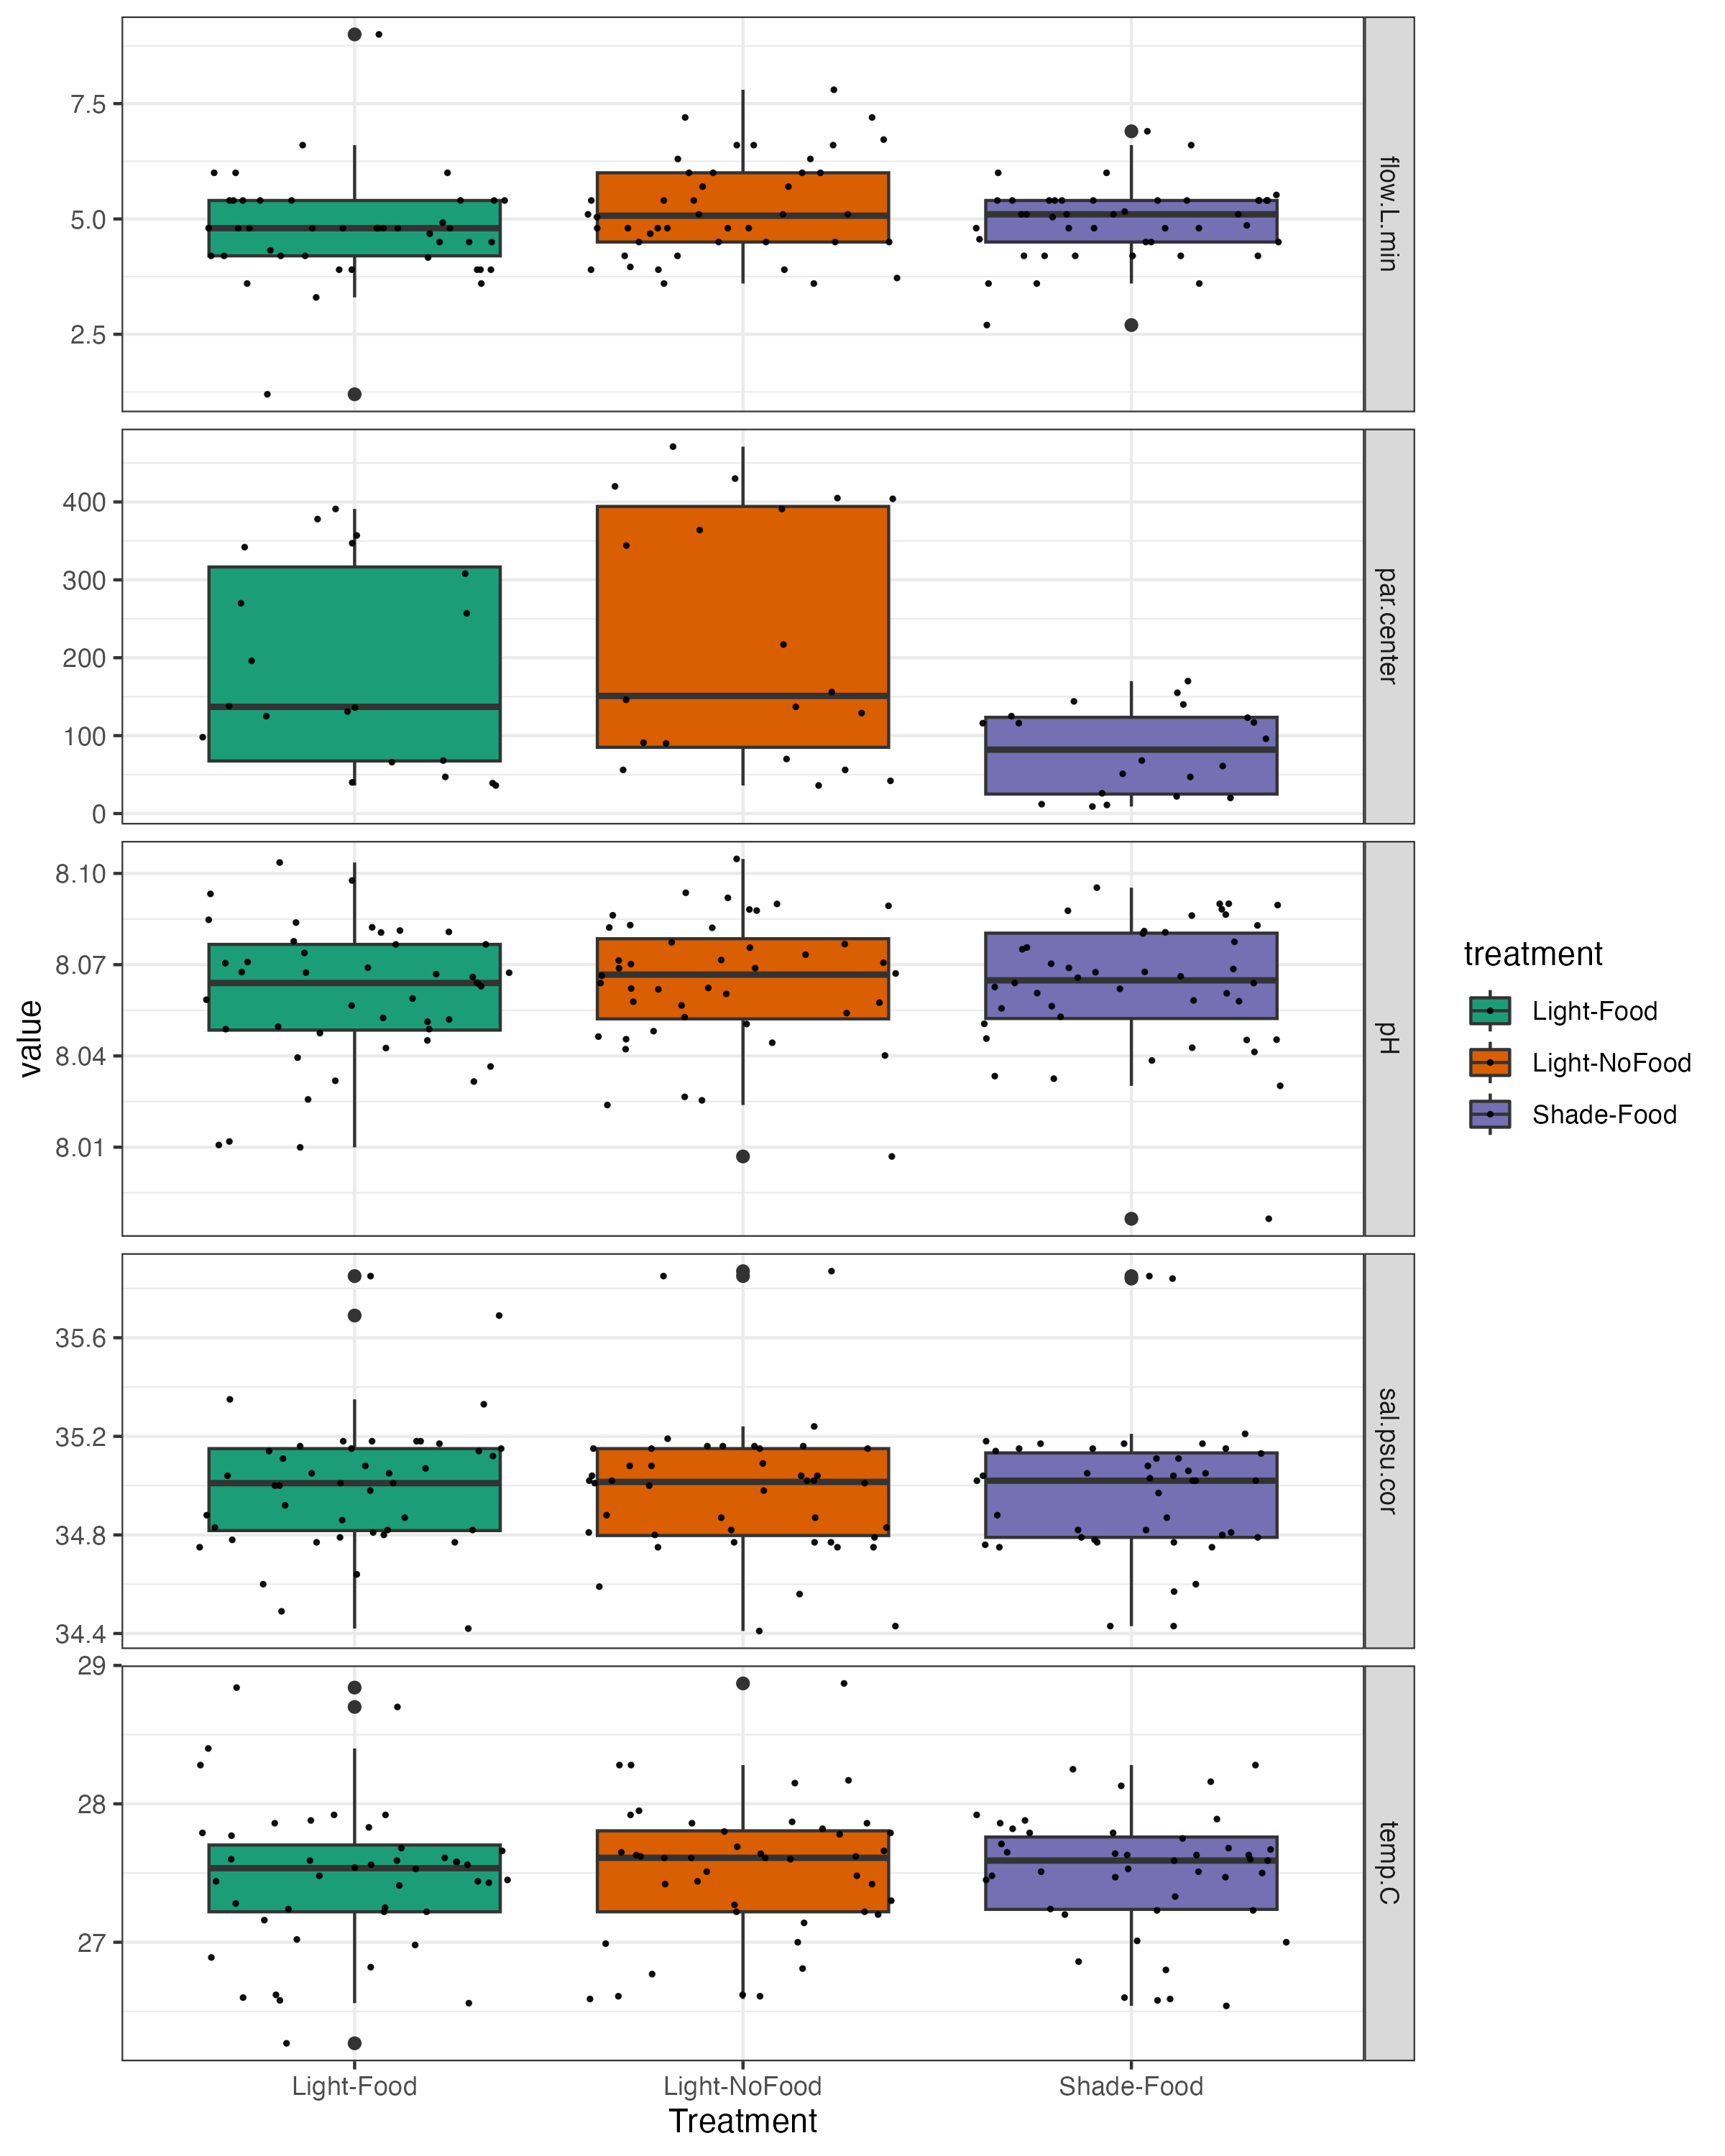 7.5
5.0
2.5
flow.L.min
400
300
200
100
0
par.center
8.10
8.07
8.04
8.01
pH
35.6
35.2
34.8
34.4
sal.psu.cor
29
28
27
temp.C
value
Light-Food
Light-NoFood
Shade-Food
Treatment
treatment
Light-Food
Light-NoFood
Shade-Food